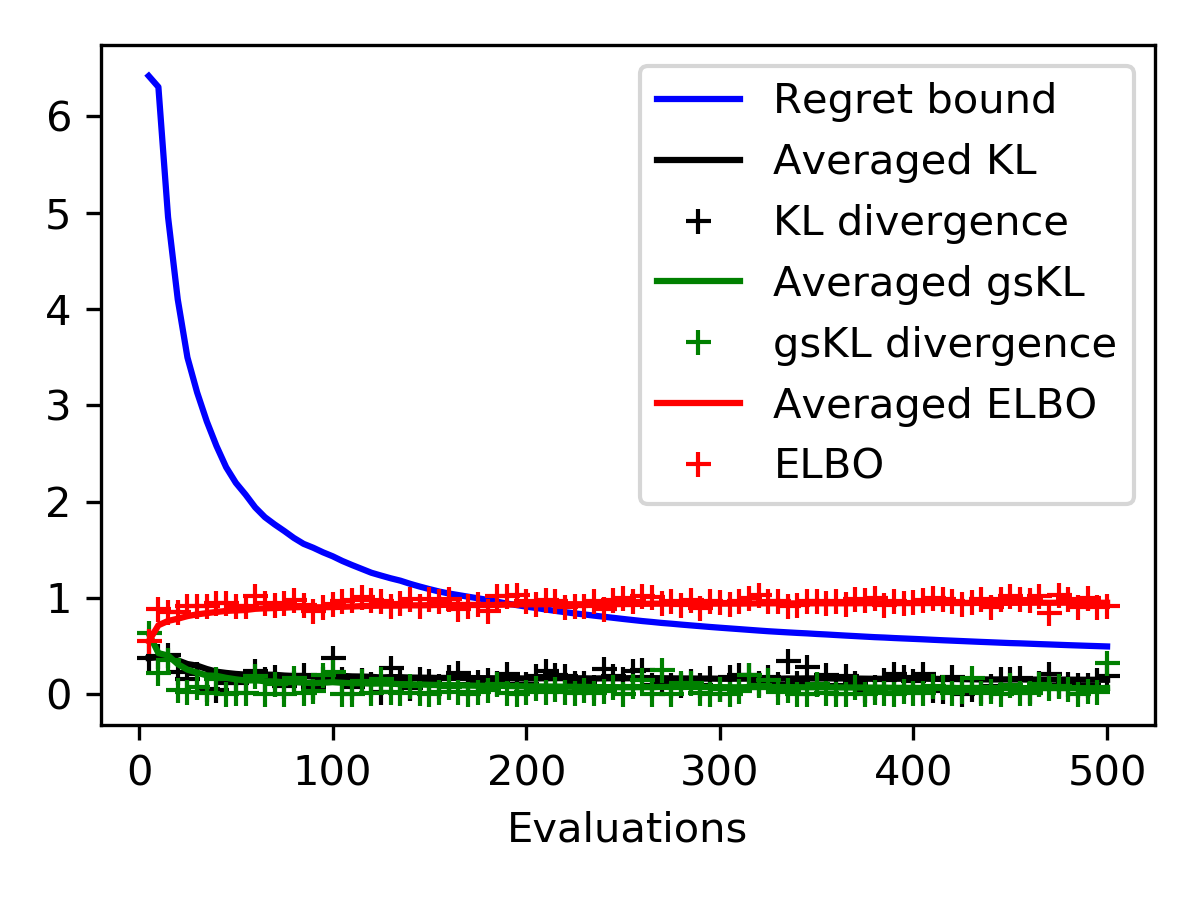 6
5
4
3
2
1
0
Regret bound
Averaged KL
KL divergence
Averaged gsKL
gsKL divergence
Averaged ELBO
ELBO
0 100 200 300 400 500
Evaluations